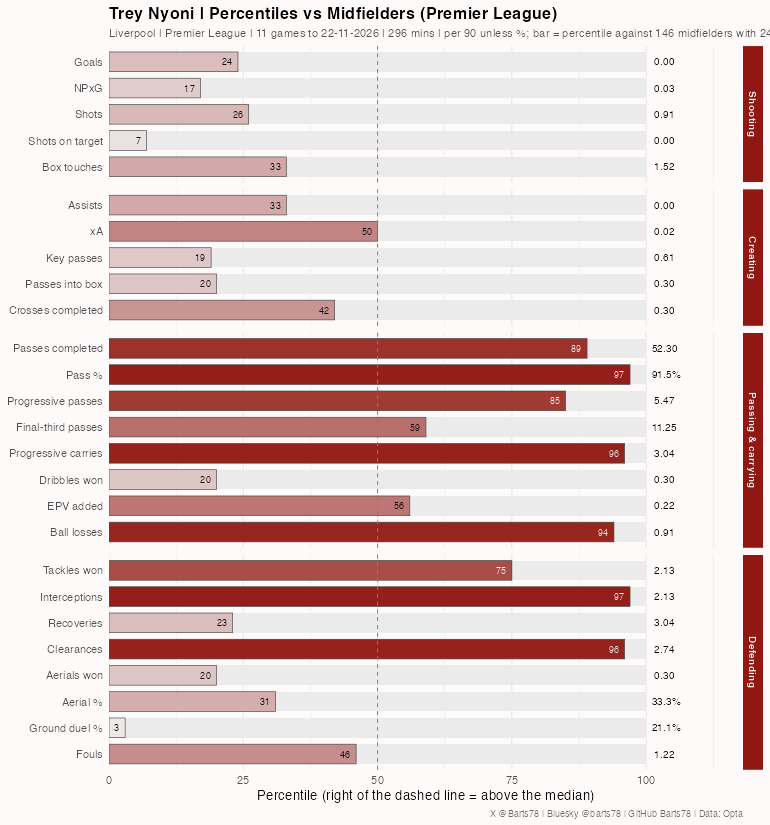 Trey Nyoni | Percentiles vs Midfielders (Premier League)
Liverpool | Premier League | 11 games to 22-11-2026 | 296 mins | per 90 unless %; bar = percentile against 146 midfielders with 24
Shooting
Goals 24 0.00
NPxG 17 0.03
Shots 26 0.91
Shots on target 7 0.00
Box touches 33 1.52
Creating
Assists 33 0.00
xA 50 0.02
Key passes 19 0.61
Passes into box 20 0.30
Crosses completed 42 0.30
Passing & carrying
Passes completed 89 52.30
Pass % 97 91.5%
Progressive passes 85 5.47
Final-third passes 59 11.25
Progressive carries 96 3.04
Dribbles won 20 0.30
EPV added 56 0.22
Ball losses 94 0.91
Defending
Tackles won 75 2.13
Interceptions 97 2.13
Recoveries 23 3.04
Clearances 96 2.74
Aerials won 20 0.30
Aerial % 31 33.3%
Ground duel % 3 21.1%
Fouls 46 1.22
0 25 50 75 100
Percentile (right of the dashed line = above the median)
X @Barts78 | Bluesky @barts78 | GitHub Barts78 | Data: Opta